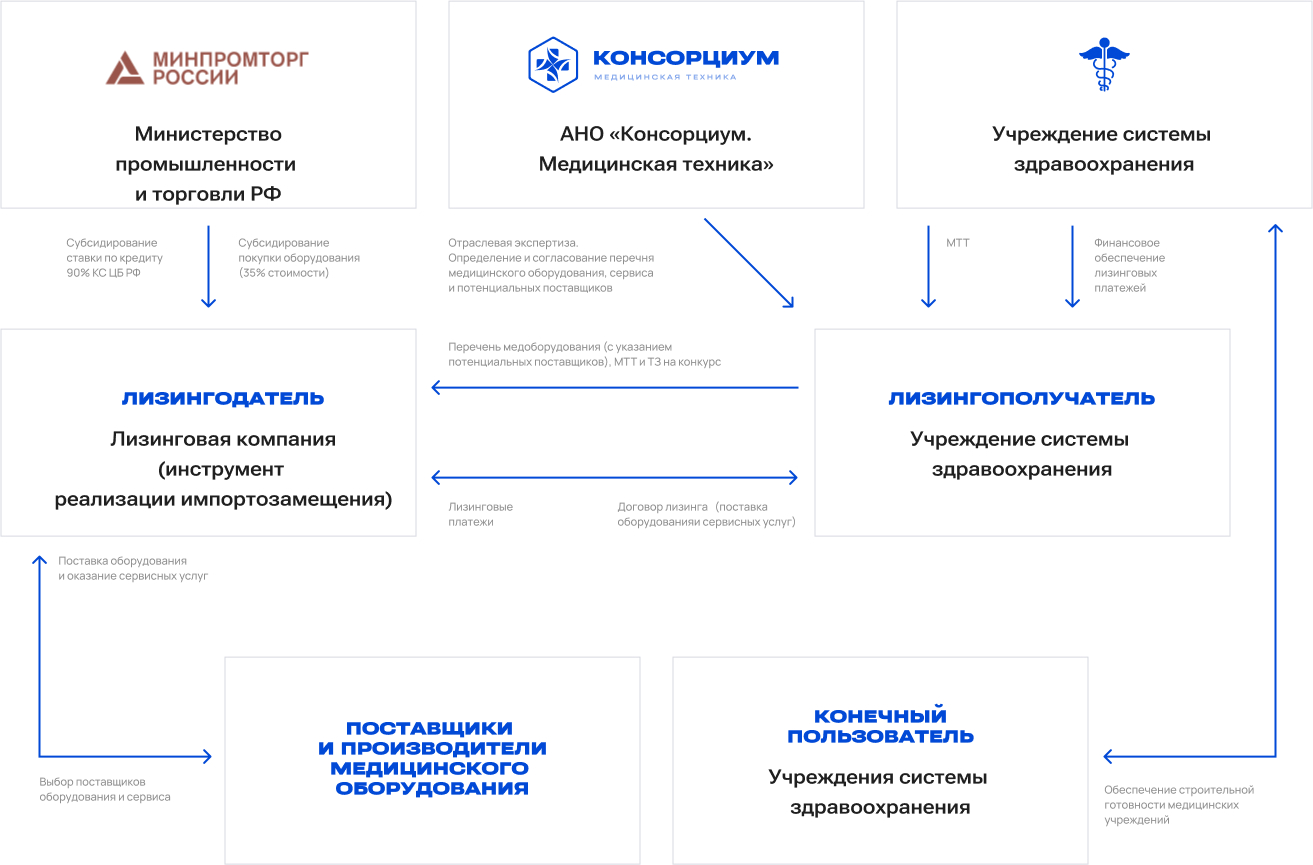 МИНПРОМТОРГ
РОССИИ
Министерство
промышленности
и торговли РФ
КОНСОРЦИУМ
МЕДИЦИНСКАЯ ТЕХНИКА
АНО «Консорциум.
Медицинская техника»
Учреждение системы
здравоохранения
Субсидирование
ставки по кредиту
90% КС ЦБ РФ
Субсидирование
покупки оборудования
(35% стоимости)
Отраслевая экспертиза.
Определение и согласование перечня
медицинского оборудования, сервиса
и потенциальных поставщиков
МТТ
Финансовое
обеспечение
лизинговых
платежей
ЛИЗИНГОДАТЕЛЬ
Лизинговая компания
(инструмент
реализации импортозамещения)
Перечень медоборудования (с указанием
потенциальных поставщиков), МТТ и ТЗ на конкурс
Лизинговые
платежи
Договор лизинга (поставка
оборудованияи сервисных услуг)
ЛИЗИНГОПОЛУЧАТЕЛЬ
Учреждение системы
здравоохранения
Поставка оборудования
и оказание сервисных услуг
Выбор поставщиков
оборудования и сервиса
ПОСТАВЩИКИ
И ПРОИЗВОДИТЕЛИ
МЕДИЦИНСКОГО
ОБОРУДОВАНИЯ
КОНЕЧНЫЙ
ПОЛЬЗОВАТЕЛЬ
Учреждения системы
здравоохранения
Обеспечение строительной
готовности медицинских
учреждений